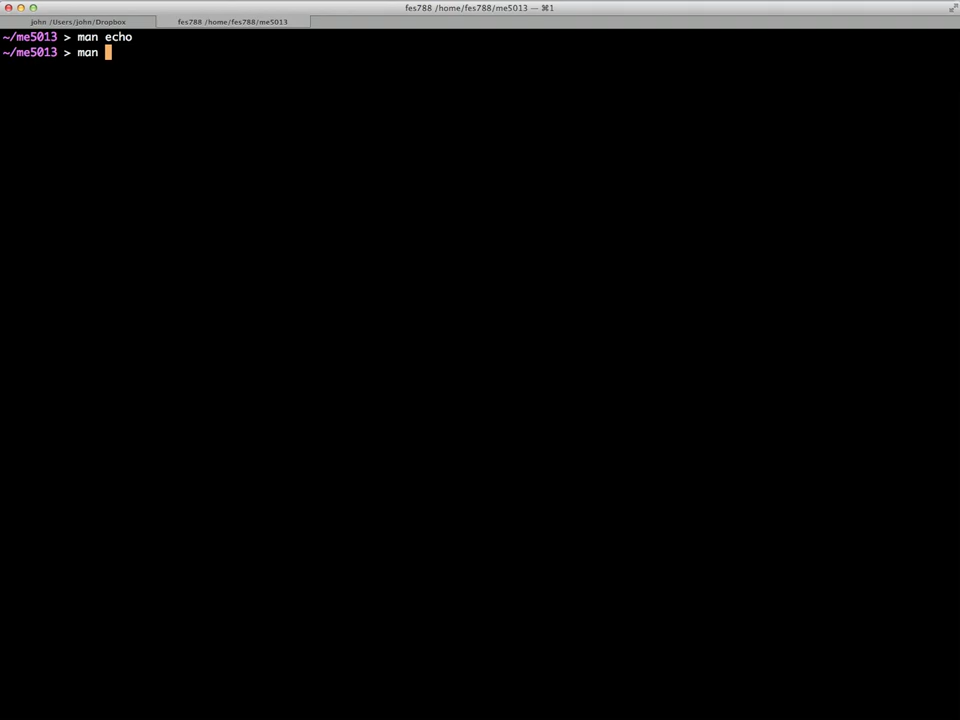 fes788 /home/fes788/me5013 — ⌘1
john /Users/john/Dropbox
fes788 /home/fes788/me5013
~/me5013 > man echo
~/me5013 > man